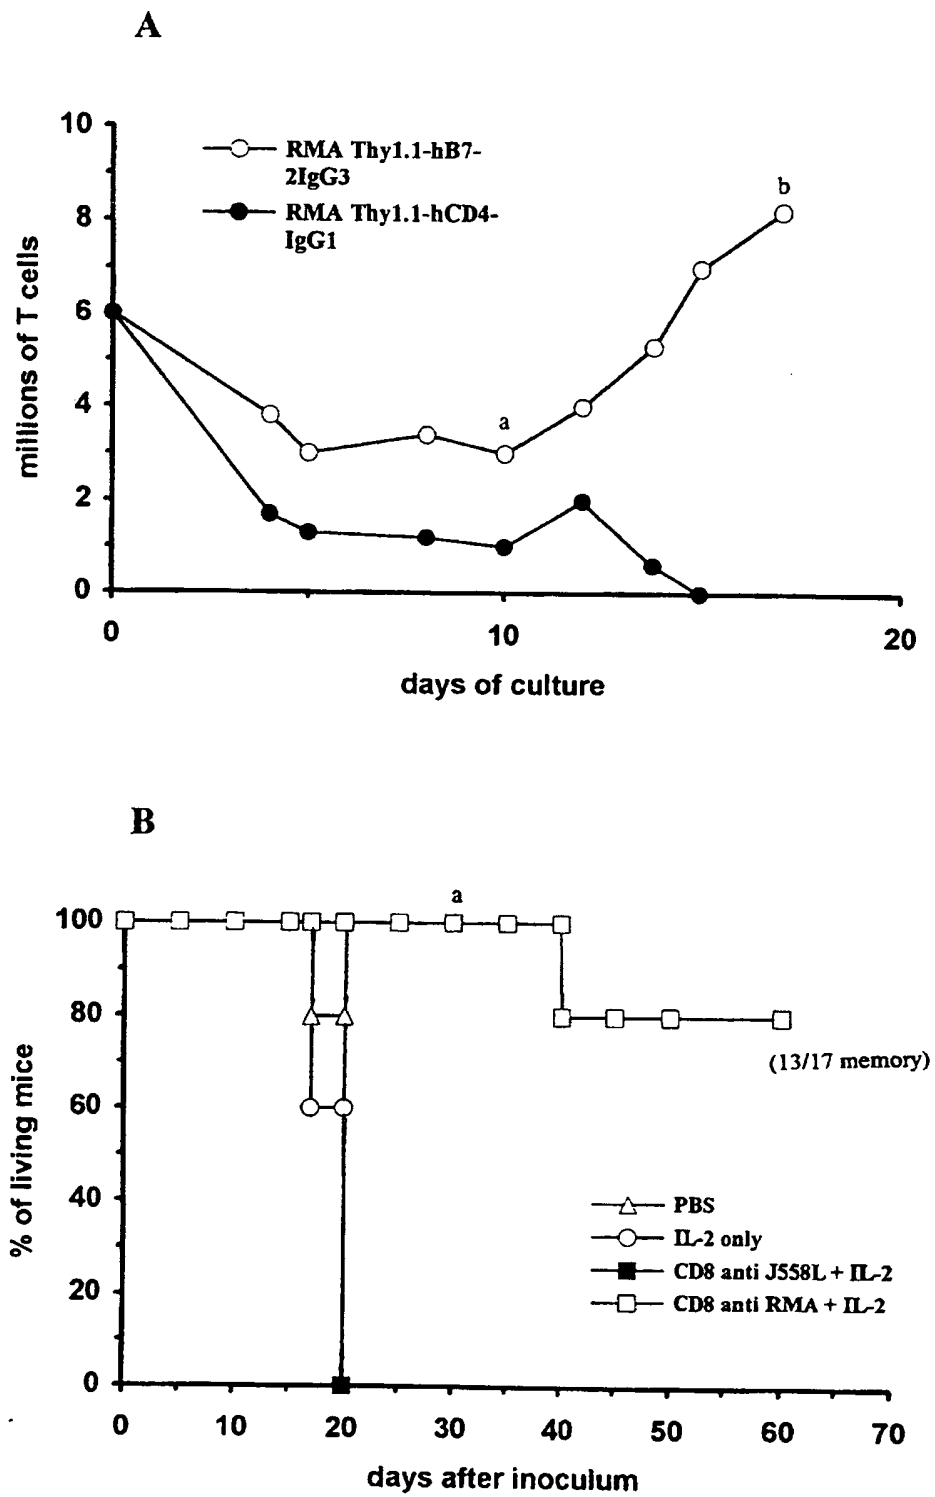 A
10
8
6
4
2
0
millions of T cells
RMA Thy1.1-hB7-
2IgG3
RMA Thy1.1-hCD4-
IgG1
a
b
0 10 20
days of culture
B
100
80
60
40
20
0
% of living mice
a
(13/17 memory)
PBS
IL-2 only
CD8 anti J558L + IL-2
CD8 anti RMA + IL-2
0 10 20 30 40 50 60 70
days after inoculum